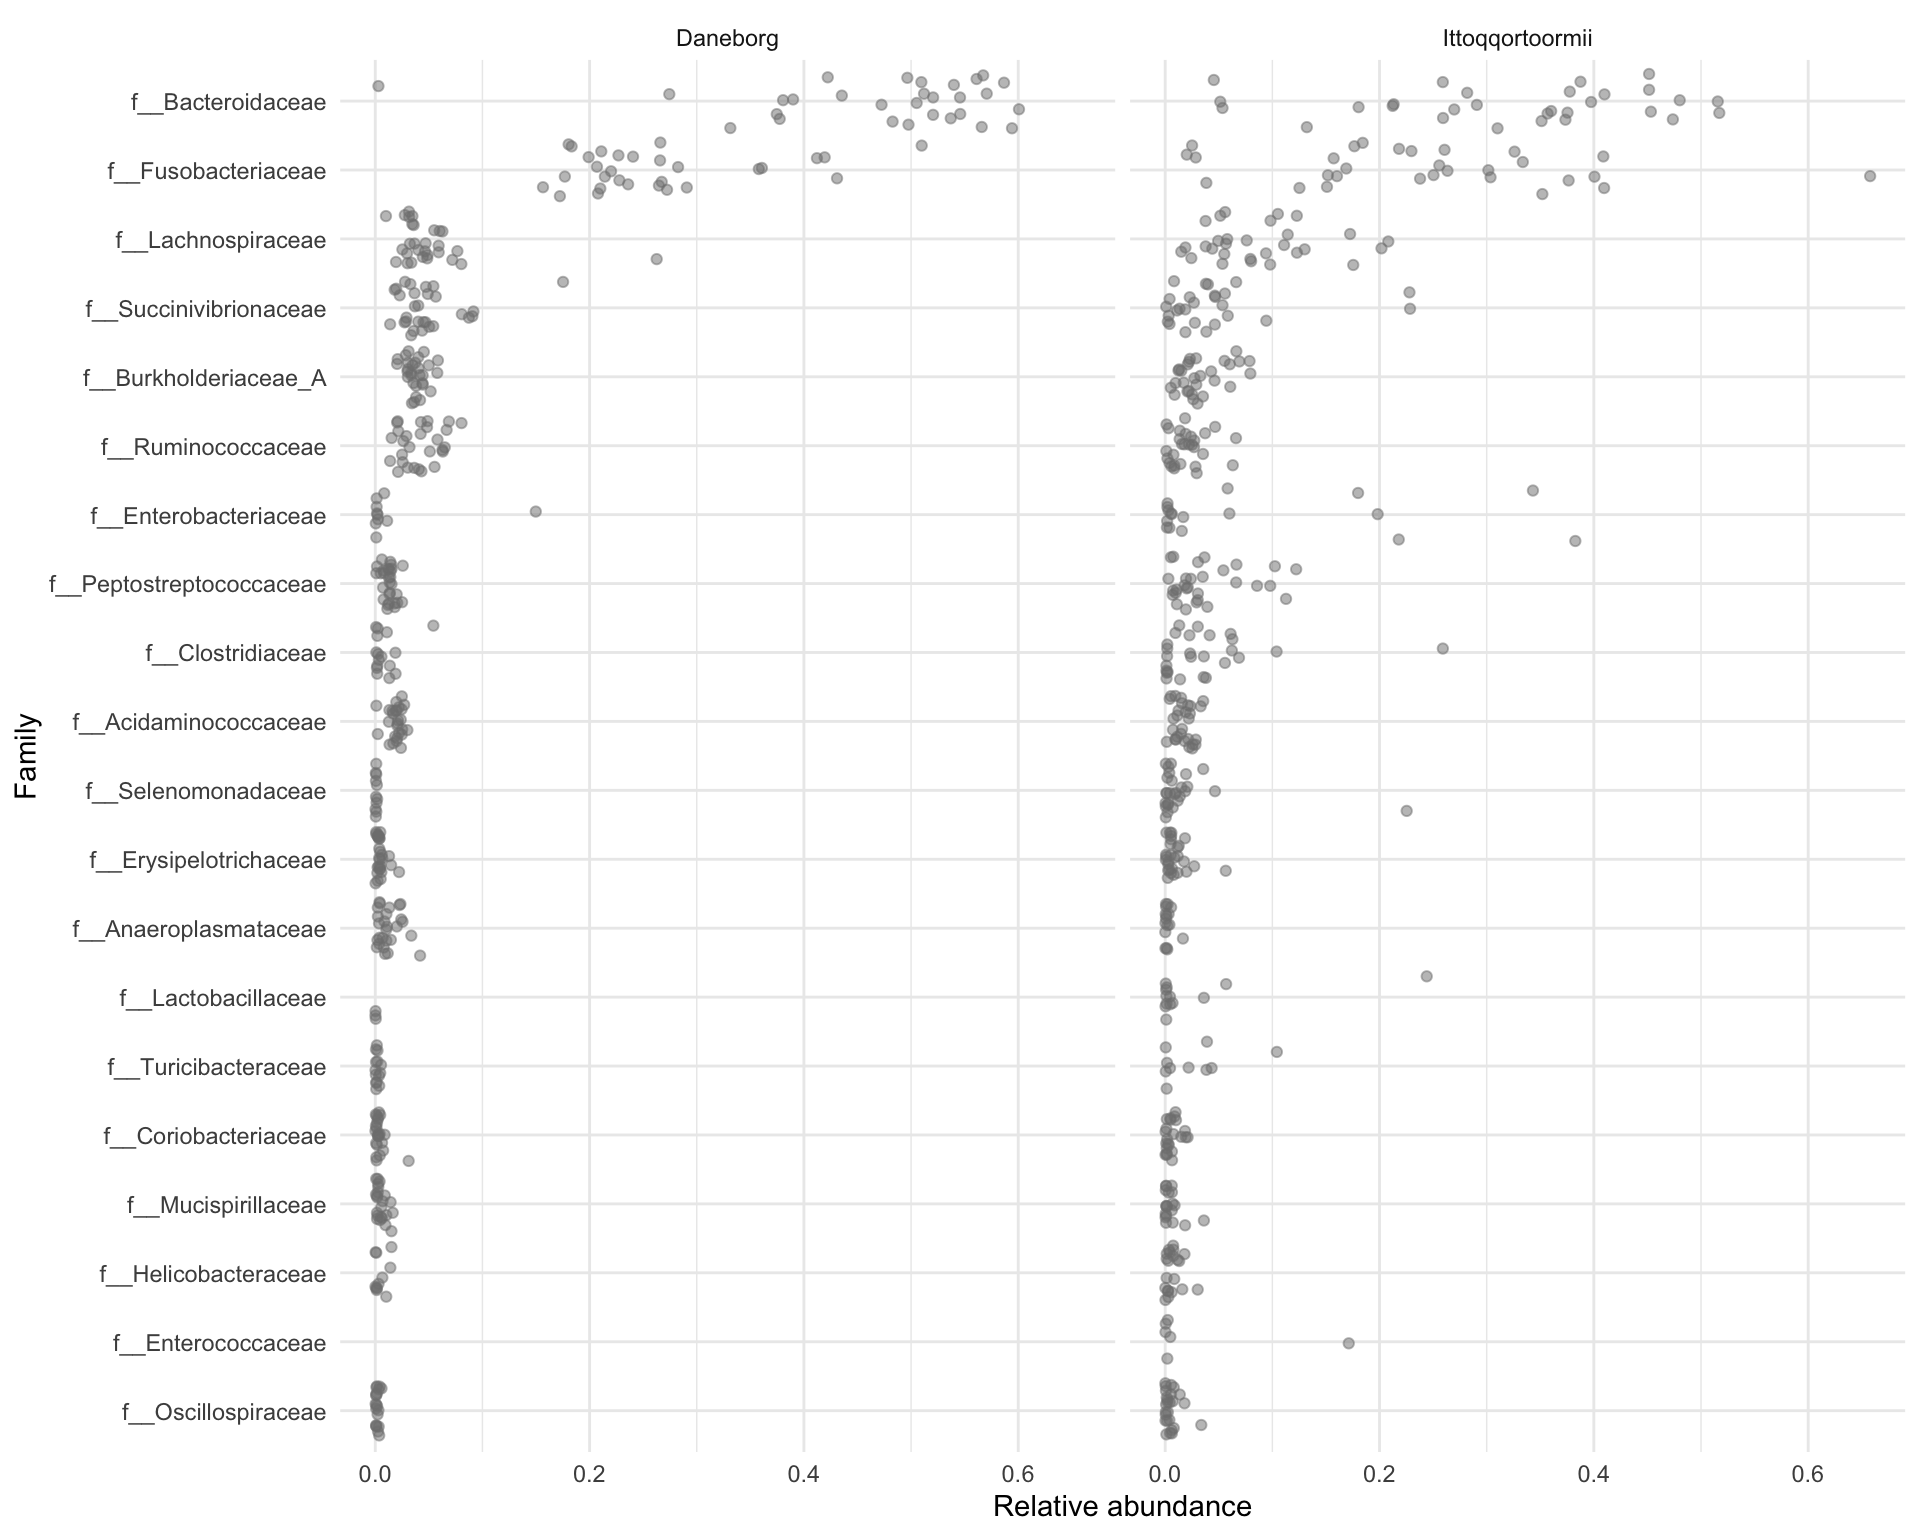 Daneborg
Ittoqqortoormii
f__Bacteroidaceae
f__Fusobacteriaceae
f__Lachnospiraceae
f__Succinivibrionaceae
f__Burkholderiaceae_A
f__Ruminococcaceae
f__Enterobacteriaceae
f__Peptostreptococcaceae
f__Clostridiaceae
f__Acidaminococcaceae
f__Selenomonadaceae
f__Erysipelotrichaceae
f__Anaeroplasmataceae
f__Lactobacillaceae
f__Turicibacteraceae
f__Coriobacteriaceae
f__Mucispirillaceae
f__Helicobacteraceae
f__Enterococcaceae
f__Oscillospiraceae
Family
0.0 0.2 0.4 0.6
0.0 0.2 0.4 0.6
Relative abundance